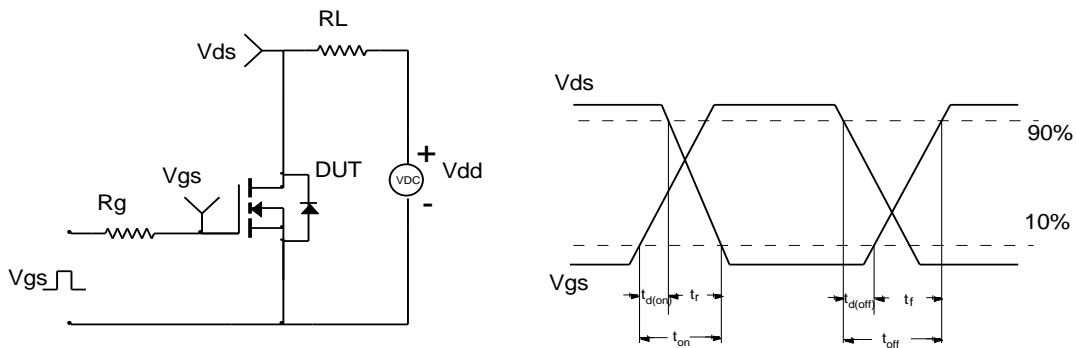 RL
Vds
+
Vgs
DUT
VDC
Vdd
-
Rg
Vgs
Vds
90%
10%
Vgs
td(on)
tr
td(off)
tf
ton
toff